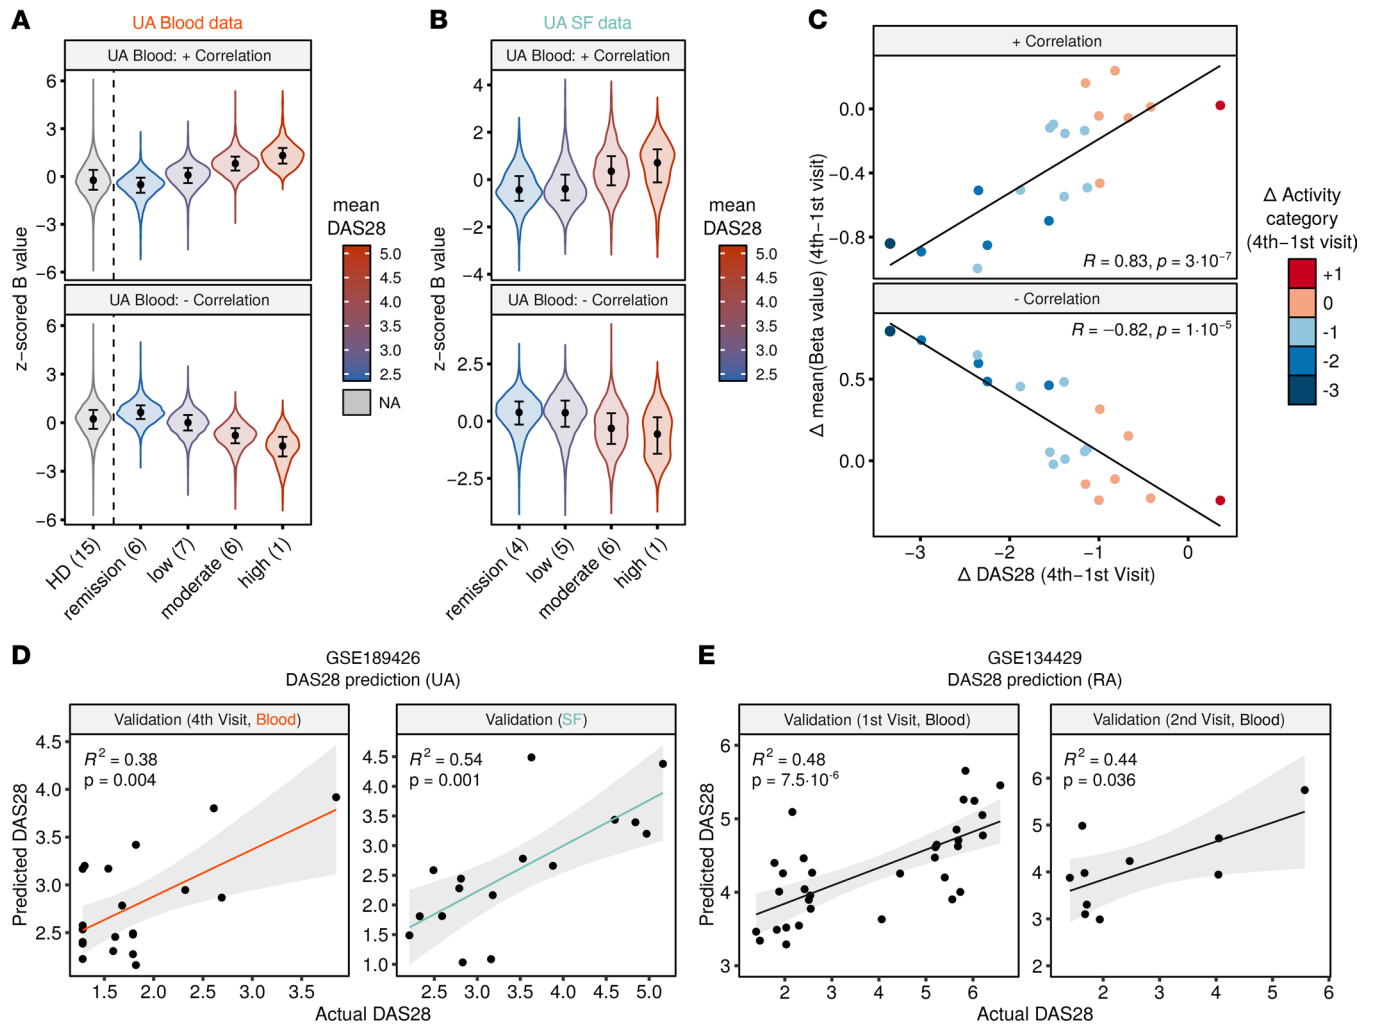 A
UA Blood data
UA Blood: + Correlation
6
3
0
−3
−6
UA Blood: - Correlation
6
3
0
−3
−6
z−scored B value
HD (15)
remission (6)
low (7)
moderate (6)
high (1)
mean
DAS28
5.0
4.5
4.0
3.5
3.0
2.5
NA
B
UA SF data
UA Blood: + Correlation
4
2
0
−2
−4
UA Blood: - Correlation
2.5
0.0
−2.5
z−scored B value
remission (4)
low (5)
moderate (6)
high (1)
mean
DAS28
5.0
4.5
4.0
3.5
3.0
2.5
C
+ Correlation
0.0
−0.4
−0.8
R = 0.83, p = 3·10⁻⁷
- Correlation
R = −0.82, p = 1·10⁻⁵
0.5
0.0
Δ mean(Beta value) (4th−1st visit)
−3
−2
−1
0
Δ DAS28 (4th−1st Visit)
Δ Activity
category
(4th−1st visit)
+1
0
-1
-2
-3
D
GSE189426
DAS28 prediction (UA)
Validation (4th Visit, Blood)
R² = 0.38
p = 0.004
4.5
4.0
3.5
3.0
2.5
Predicted DAS28
1.5
2.0
2.5
3.0
3.5
Validation (SF)
R² = 0.54
p = 0.001
4.5
4.0
3.5
3.0
2.5
2.0
1.5
1.0
2.5
3.0
3.5
4.0
4.5
5.0
Actual DAS28
E
GSE134429
DAS28 prediction (RA)
Validation (1st Visit, Blood)
R² = 0.48
p = 7.5·10⁻⁶
6
5
4
3
Predicted DAS28
2
3
4
5
6
Validation (2nd Visit, Blood)
R² = 0.44
p = 0.036
6
5
4
3
2
2
3
4
5
6
Actual DAS28